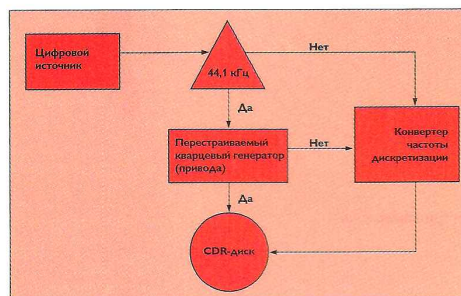 Цифровой
источник
44,1 кГц
Нет
Да
Перестраиваемый
кварцевый генератор
(привода)
Нет
Конвертер
частоты
дискретизации
Да
CDR-диск